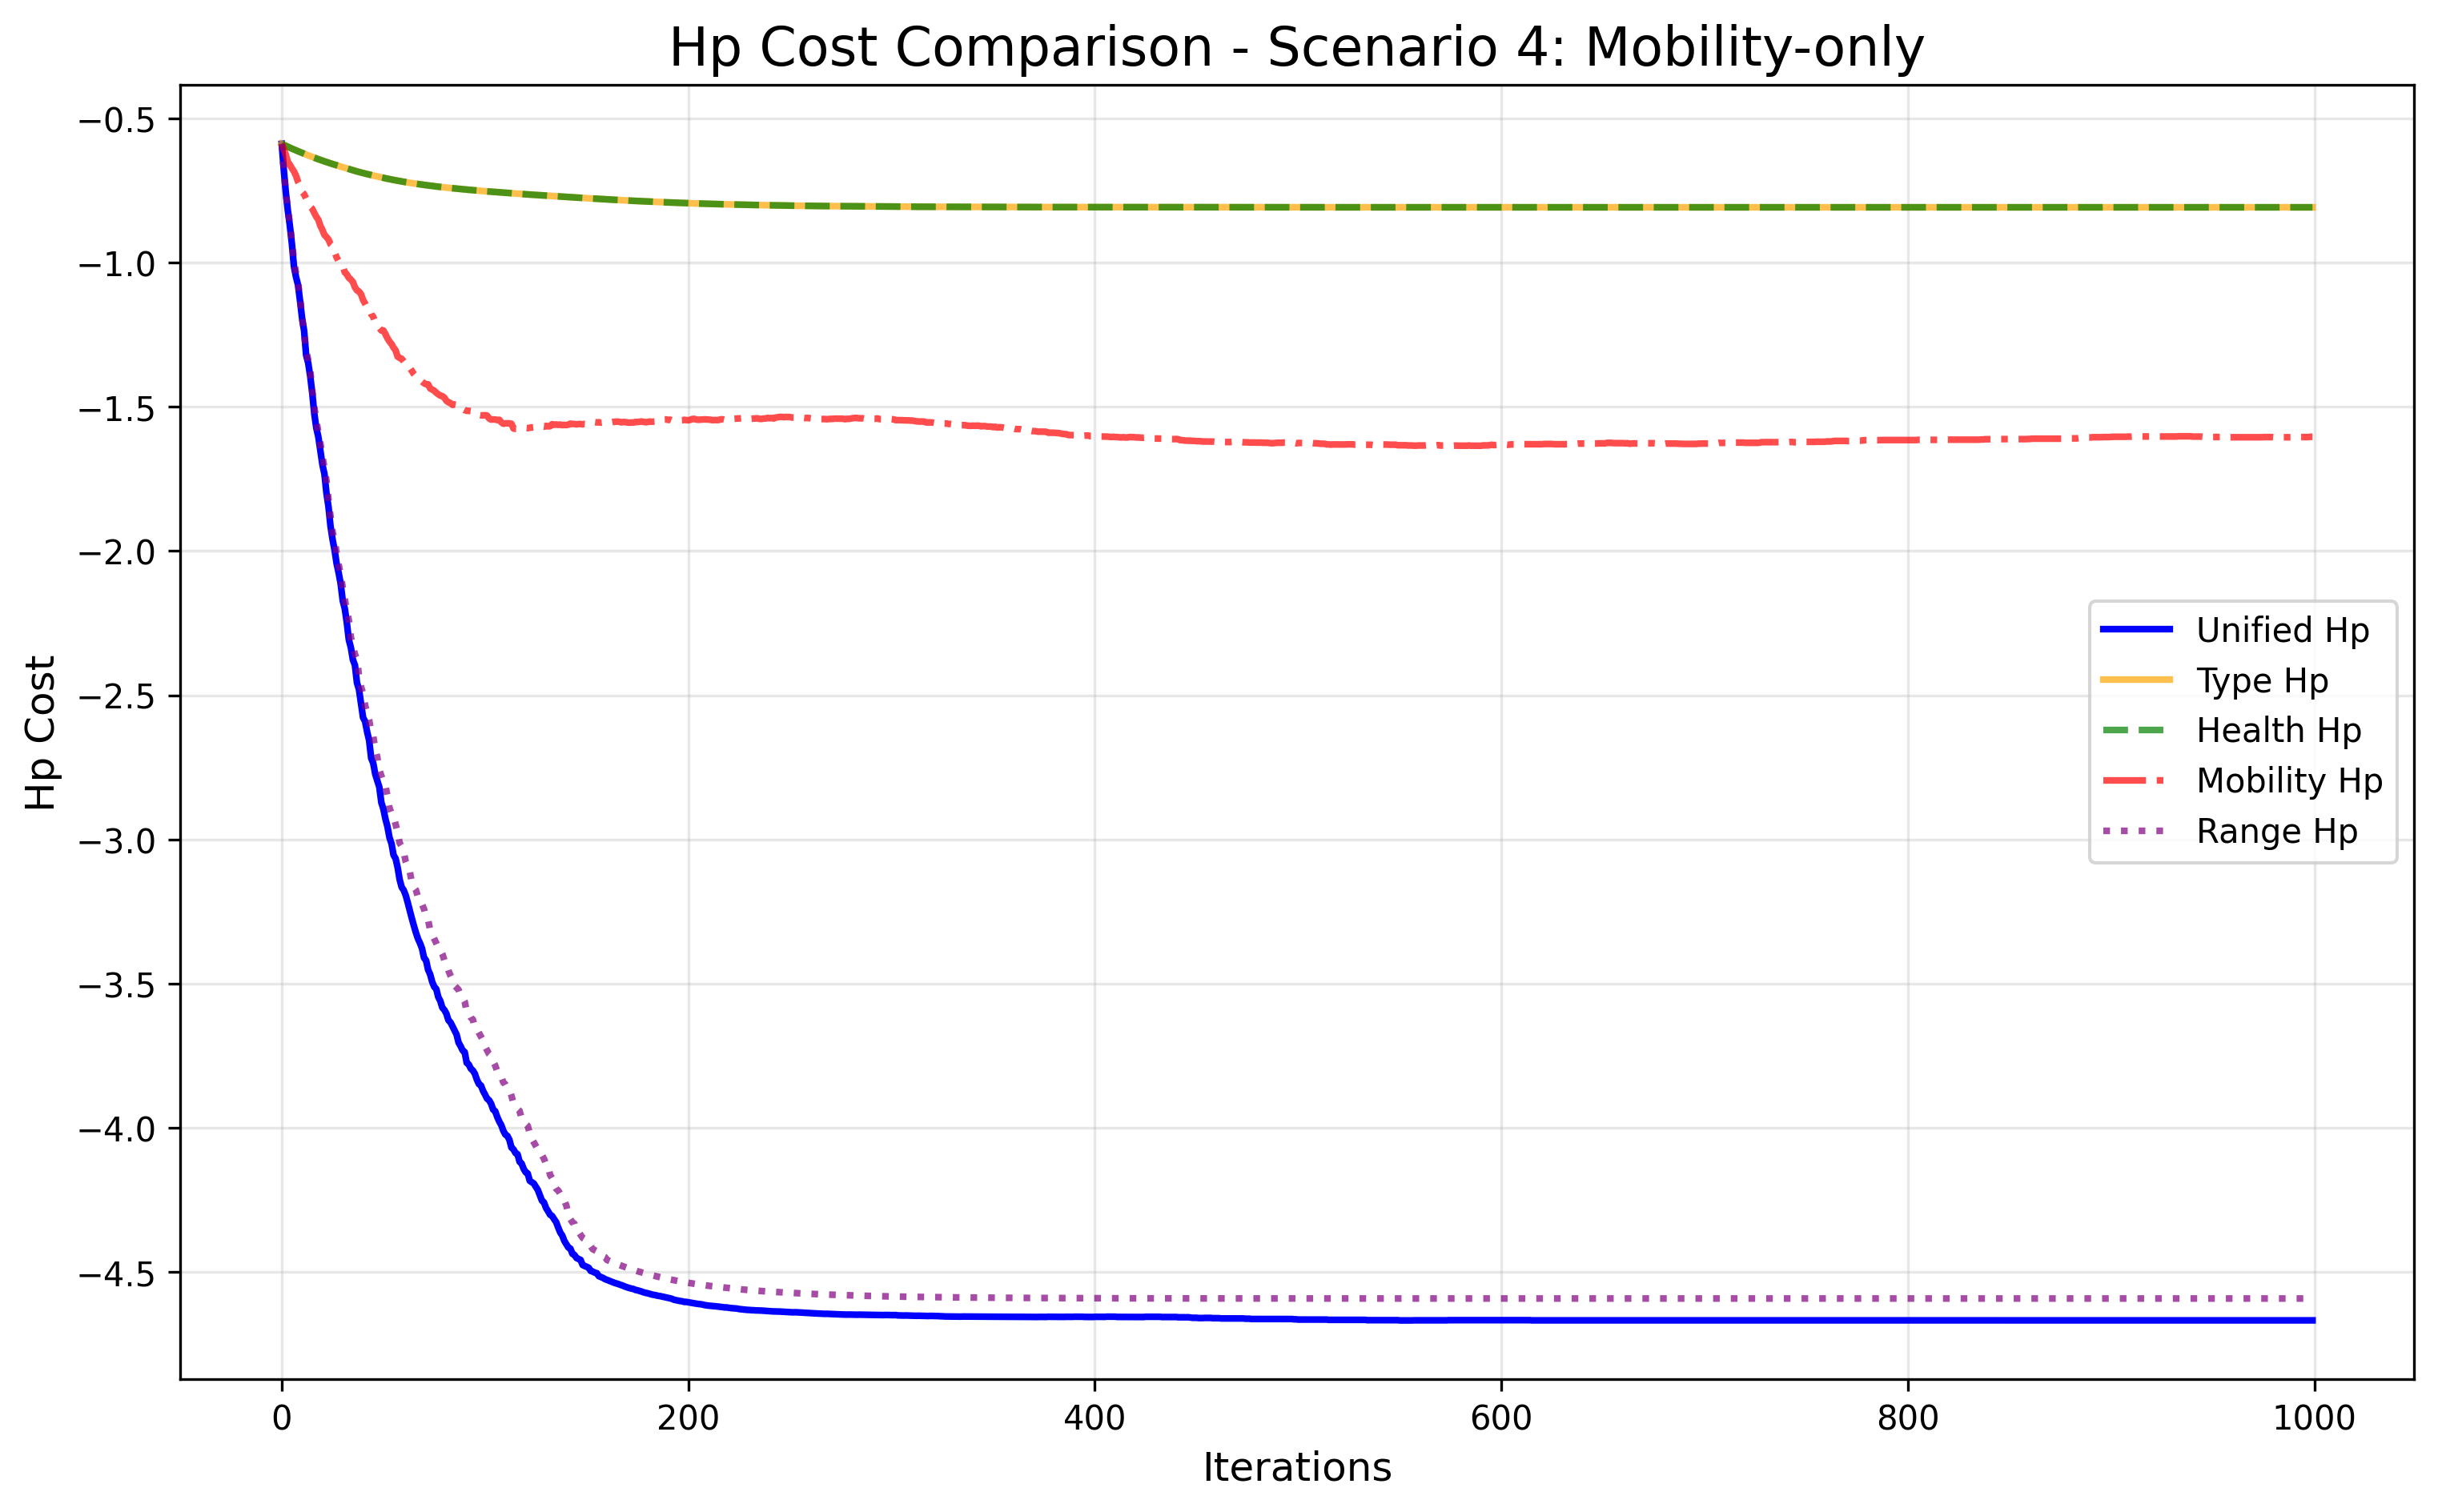 Hp Cost Comparison - Scenario 4: Mobility-only
−0.5
−1.0
−1.5
−2.0
−2.5
−3.0
−3.5
−4.0
−4.5
Hp Cost
Unified Hp
Type Hp
Health Hp
Mobility Hp
Range Hp
0 200 400 600 800 1000
Iterations